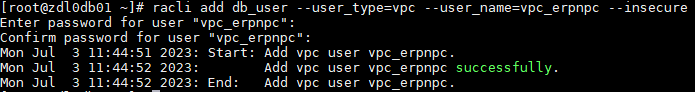 [root@zdl0db01 ~]# racli add db_user --user_type=vpc --user_name=vpc_erpnpc --insecure
Enter password for user "vpc_erpnpc":
Confirm password for user "vpc_erpnpc":
Mon Jul  3 11:44:51 2023: Start: Add vpc user vpc_erpnpc.
Mon Jul  3 11:44:52 2023:        Add vpc user vpc_erpnpc successfully.
Mon Jul  3 11:44:52 2023: End:   Add vpc user vpc_erpnpc.